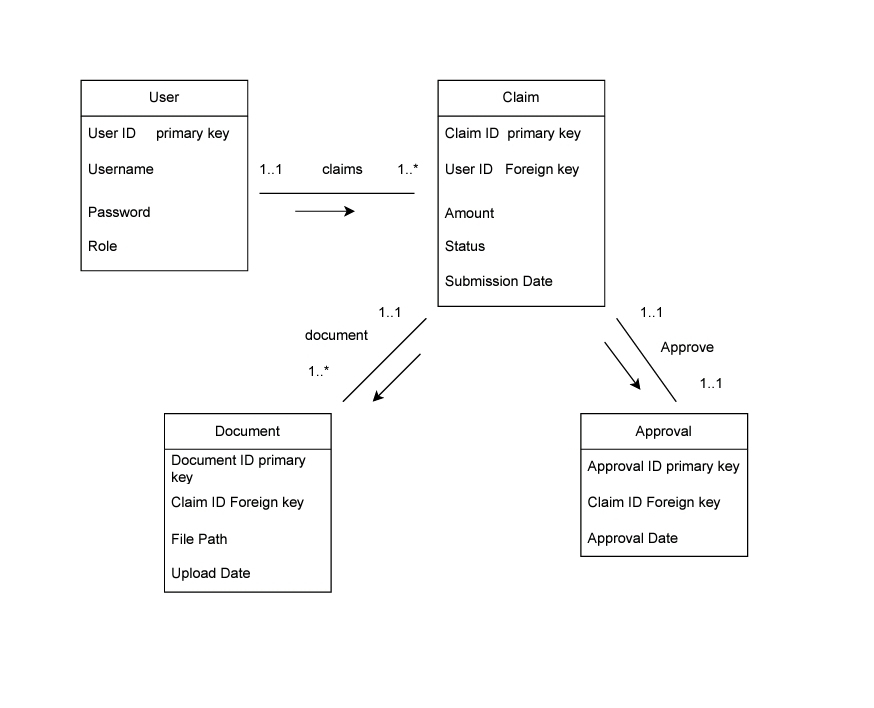 User
User ID primary key
Username
Password
Role
1..1 claims 1..*
Claim
Claim ID primary key
User ID Foreign key
Amount
Status
Submission Date
1..1
document
1..*
1..1
Approve
1..1
Document
Document ID primary
key
Claim ID Foreign key
File Path
Upload Date
Approval
Approval ID primary key
Claim ID Foreign key
Approval Date